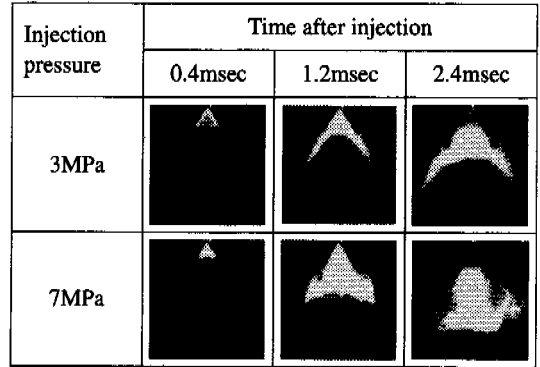 Injection
pressure
Time after injection
0.4msec
1.2msec
2.4msec
3MPa
7MPa